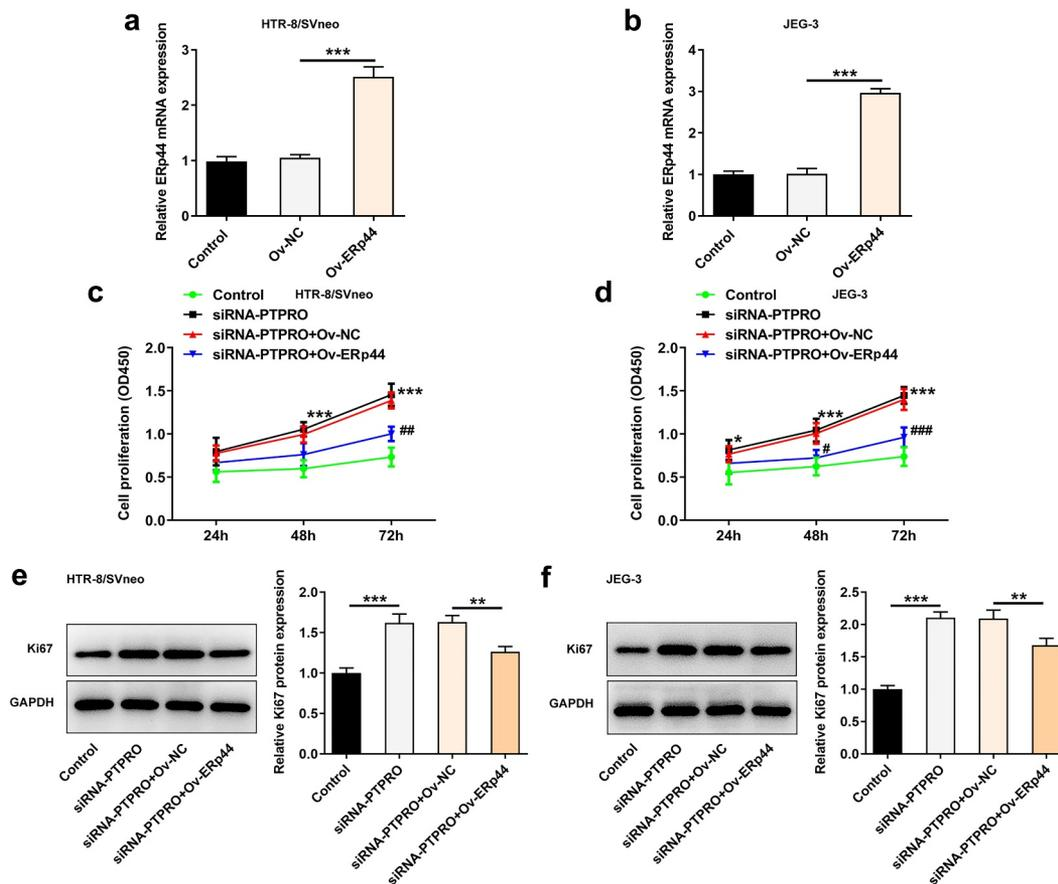 a
HTR-8/SVneo
Relative ERp44 mRNA expression
3
2
1
0
***
Control
Ov-NC
Ov-ERp44
b
JEG-3
Relative ERp44 mRNA expression
4
3
2
1
0
***
Control
Ov-NC
Ov-ERp44
c
HTR-8/SVneo
Control
siRNA-PTPRO
siRNA-PTPRO+Ov-NC
siRNA-PTPRO+Ov-ERp44
Cell proliferation (OD450)
2.0
1.5
1.0
0.5
0.0
***
***
##
24h 48h 72h
d
JEG-3
Control
siRNA-PTPRO
siRNA-PTPRO+Ov-NC
siRNA-PTPRO+Ov-ERp44
Cell proliferation (OD450)
2.0
1.5
1.0
0.5
0.0
*
***
#
***
###
24h 48h 72h
e
HTR-8/SVneo
Ki67
GAPDH
Control
siRNA-PTPRO
siRNA-PTPRO+Ov-NC
siRNA-PTPRO+Ov-ERp44
Relative Ki67 protein expression
2.0
1.5
1.0
0.5
0.0
***
**
Control
siRNA-PTPRO
siRNA-PTPRO+Ov-NC
siRNA-PTPRO+Ov-ERp44
f
JEG-3
Ki67
GAPDH
Control
siRNA-PTPRO
siRNA-PTPRO+Ov-NC
siRNA-PTPRO+Ov-ERp44
Relative Ki67 protein expression
2.5
2.0
1.5
1.0
0.5
0.0
***
**
Control
siRNA-PTPRO
siRNA-PTPRO+Ov-NC
siRNA-PTPRO+Ov-ERp44